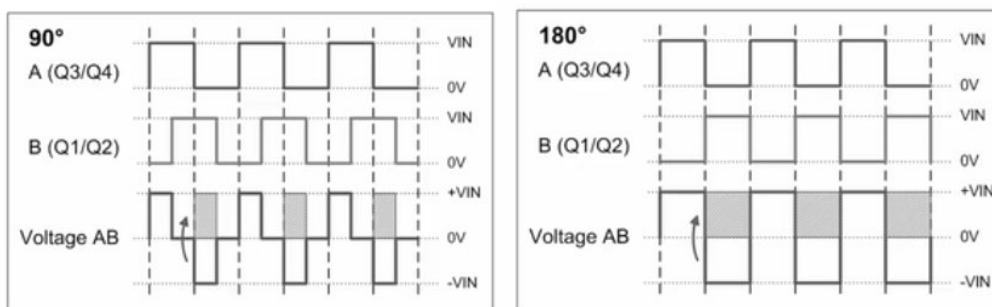 90°
VIN
A (Q3/Q4)
0V
VIN
B (Q1/Q2)
0V
+VIN
Voltage AB
0V
-VIN
180°
VIN
A (Q3/Q4)
0V
VIN
B (Q1/Q2)
0V
+VIN
Voltage AB
0V
-VIN